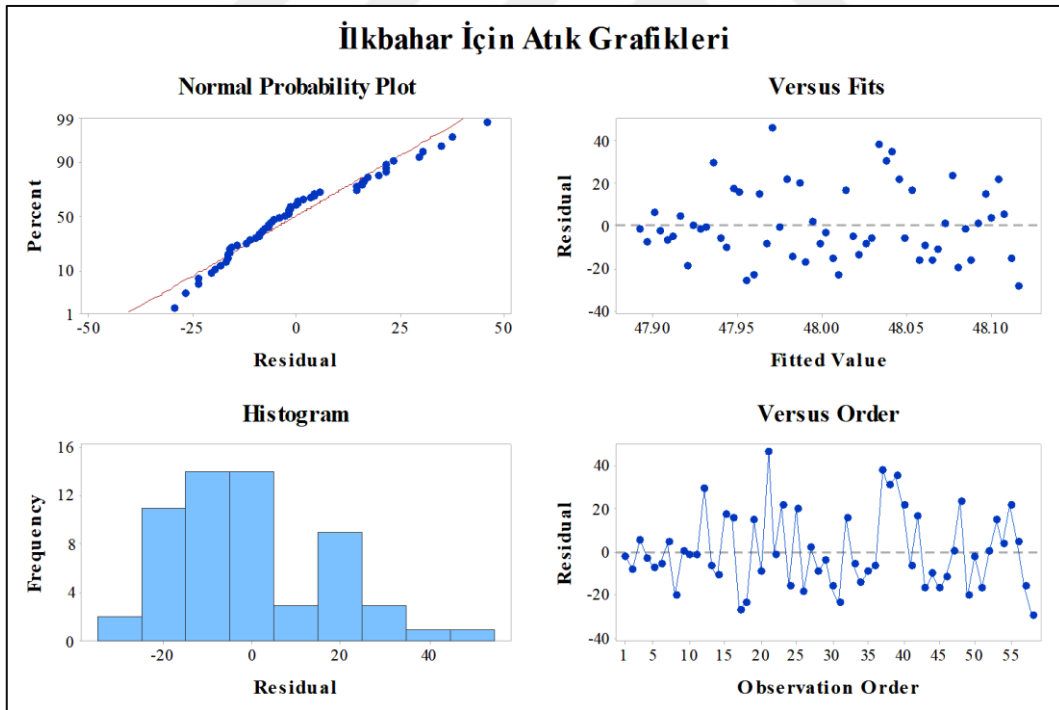 İlkbahar İçin Atık Grafikleri
Normal Probability Plot
99
90
50
10
1
Percent
-50 -25 0 25 50
Residual
Versus Fits
40
20
0
-20
-40
Residual
47.90 47.95 48.00 48.05 48.10
Fitted Value
Histogram
16
12
8
4
0
Frequency
-20 0 20 40
Residual
Versus Order
40
20
0
-20
-40
Residual
1 5 10 15 20 25 30 35 40 45 50 55
Observation Order